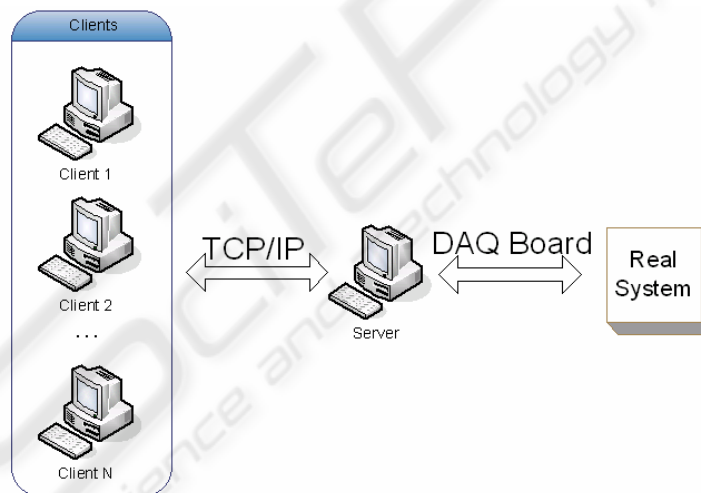 Clients
Client 1
Client 2
...
Client N
TCP/IP
Server
DAQ Board
Real
System